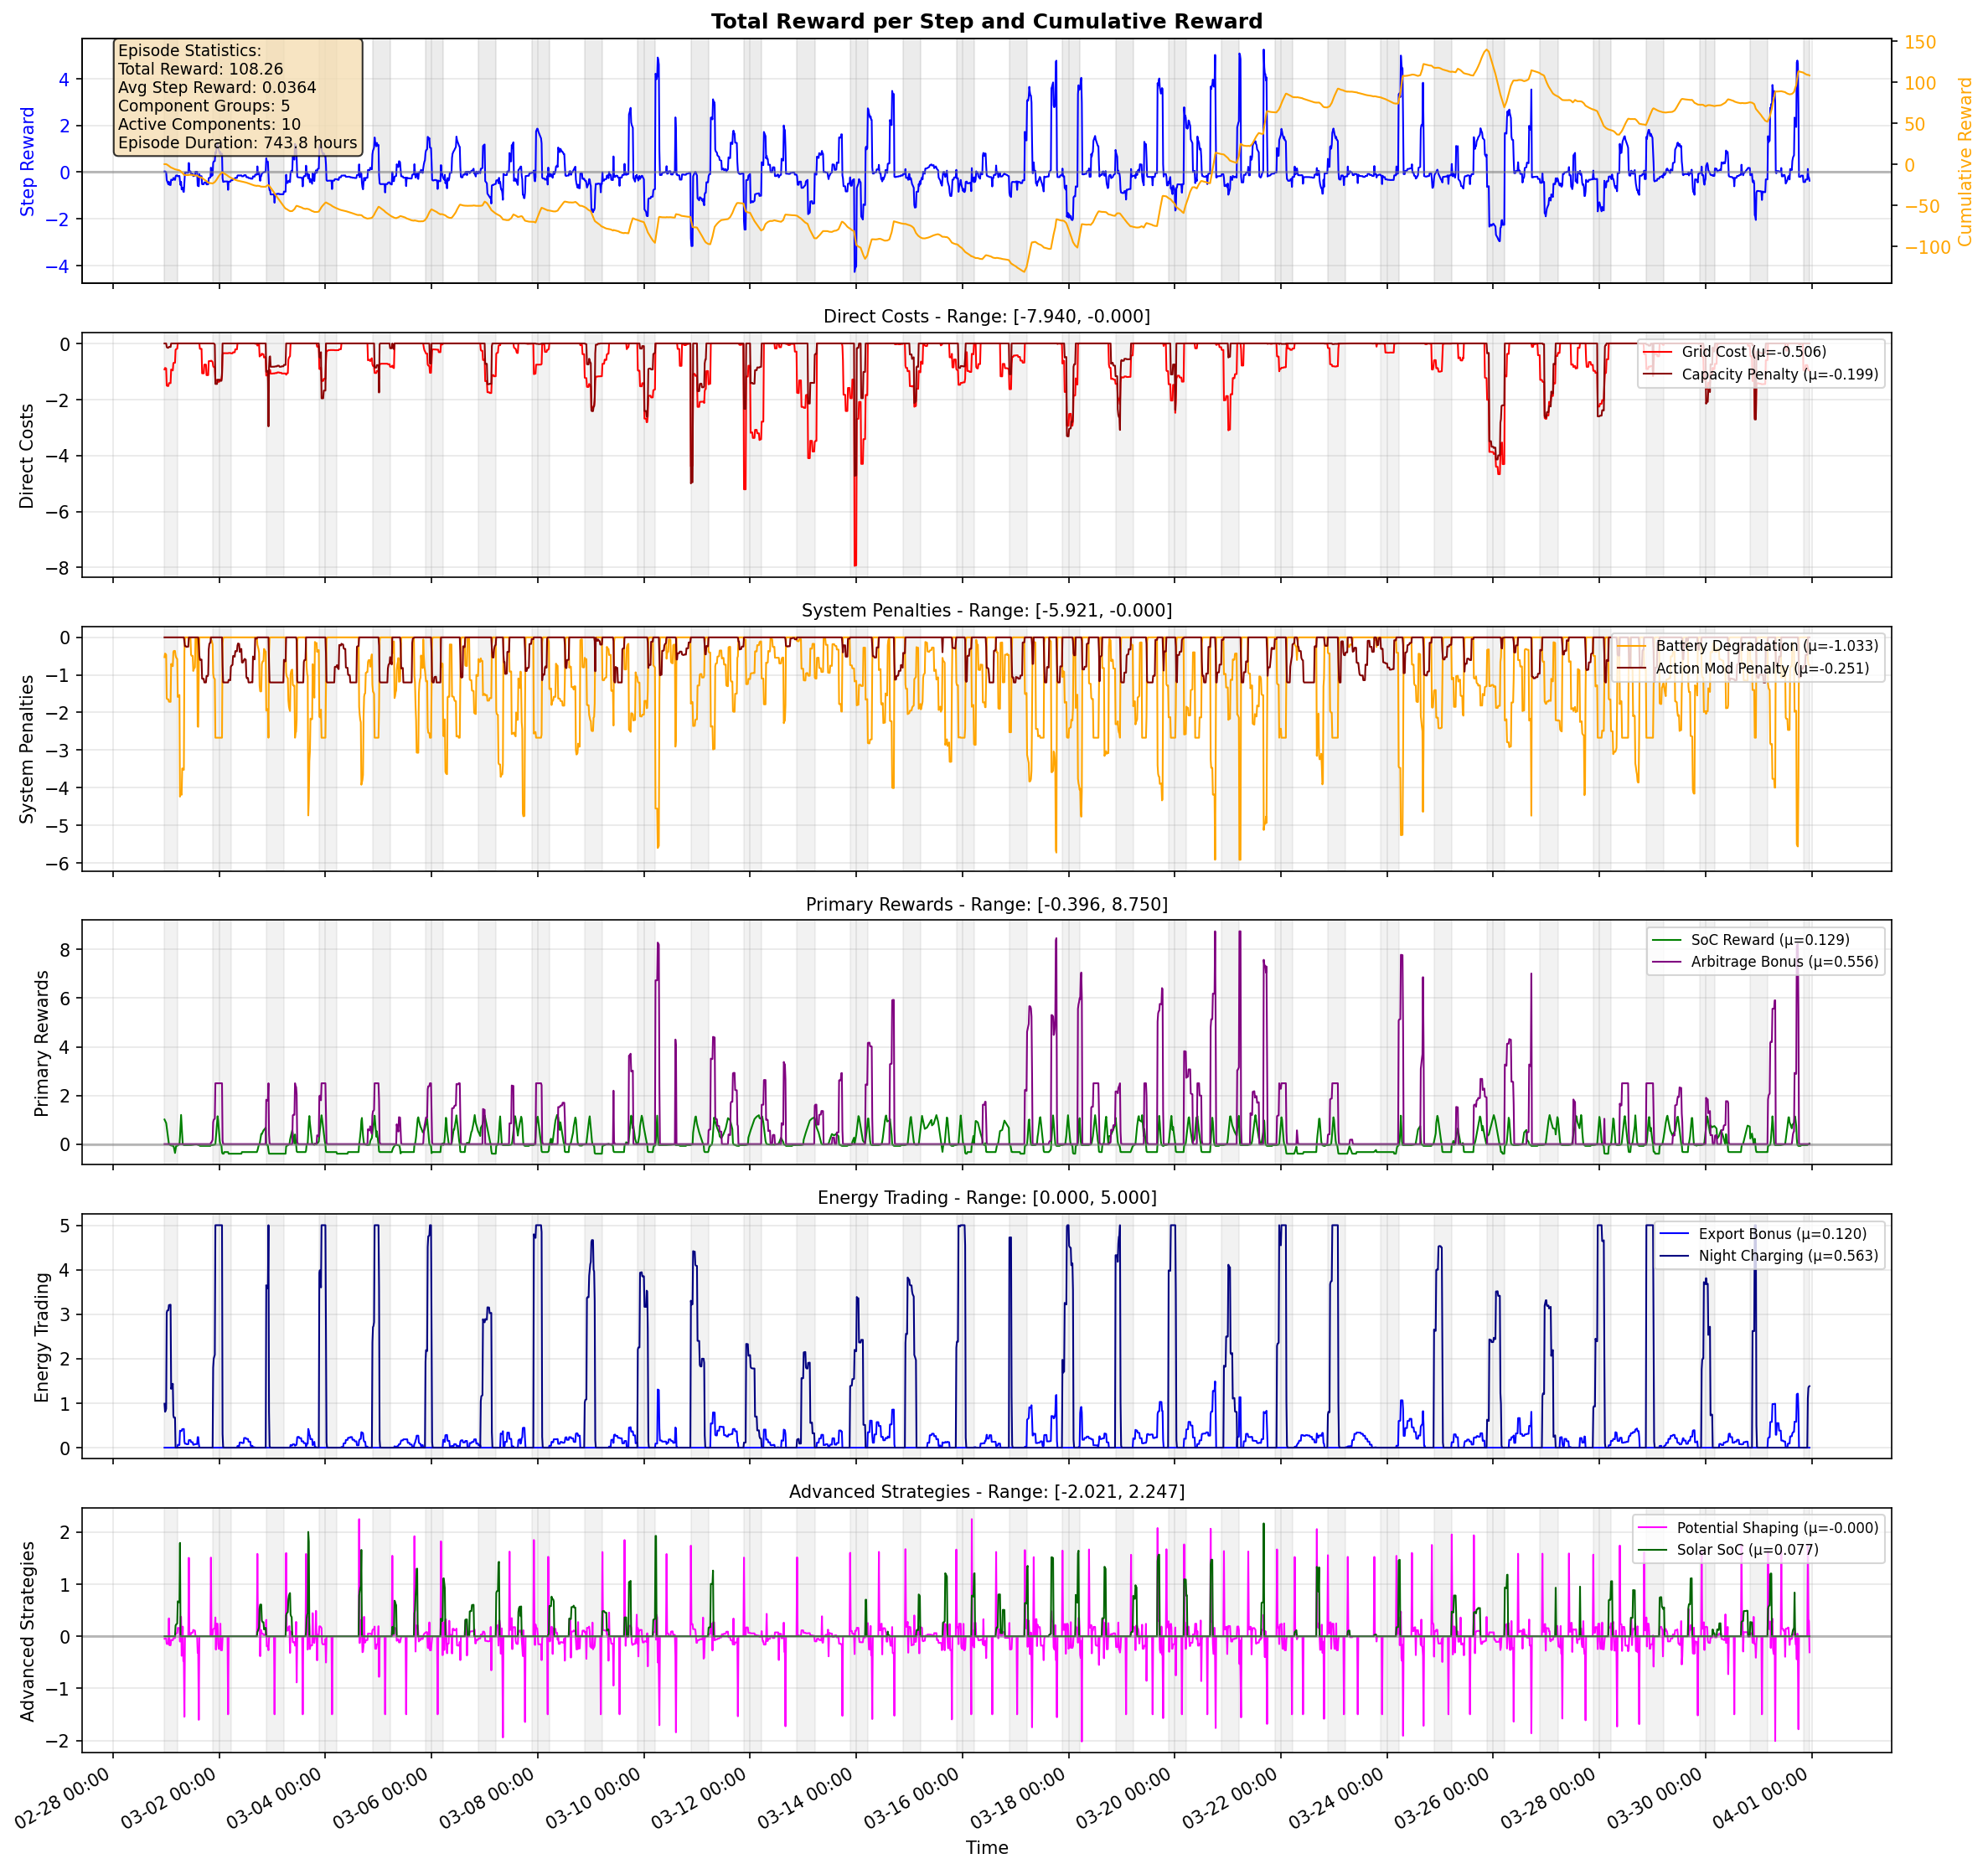 Total Reward per Step and Cumulative Reward
Episode Statistics:
Total Reward: 108.26
Avg Step Reward: 0.0364
Component Groups: 5
Active Components: 10
Episode Duration: 743.8 hours
Step Reward
4
2
0
−2
−4
Cumulative Reward
150
100
50
0
−50
−100
Direct Costs - Range: [-7.940, -0.000]
Direct Costs
0
−2
−4
−6
−8
Grid Cost (μ=-0.506)
Capacity Penalty (μ=-0.199)
System Penalties - Range: [-5.921, -0.000]
System Penalties
0
−1
−2
−3
−4
−5
−6
Battery Degradation (μ=-1.033)
Action Mod Penalty (μ=-0.251)
Primary Rewards - Range: [-0.396, 8.750]
Primary Rewards
8
6
4
2
0
SoC Reward (μ=0.129)
Arbitrage Bonus (μ=0.556)
Energy Trading - Range: [0.000, 5.000]
Energy Trading
5
4
3
2
1
0
Export Bonus (μ=0.120)
Night Charging (μ=0.563)
Advanced Strategies - Range: [-2.021, 2.247]
Advanced Strategies
2
1
0
−1
−2
Potential Shaping (μ=-0.000)
Solar SoC (μ=0.077)
02-28 00:00
03-02 00:00
03-04 00:00
03-06 00:00
03-08 00:00
03-10 00:00
03-12 00:00
03-14 00:00
03-16 00:00
03-18 00:00
03-20 00:00
03-22 00:00
03-24 00:00
03-26 00:00
03-28 00:00
03-30 00:00
04-01 00:00
Time